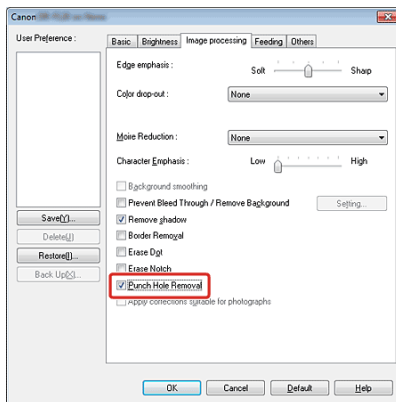 Canon
User Preference :
Basic Brightness Image processing Feeding Others
Edge emphasis :
Soft Sharp
Color drop-out : None
Moire Reduction : None
Character Emphasis : Low High
Background smoothing
Prevent Bleed Through / Remove Background Setting...
Save(Y)... Remove shadow
Delete(J) Border Removal
Restore(I)... Erase Dot
Back Up(X)... Erase Notch
Punch Hole Removal
Apply corrections suitable for photographs
OK Cancel Default Help